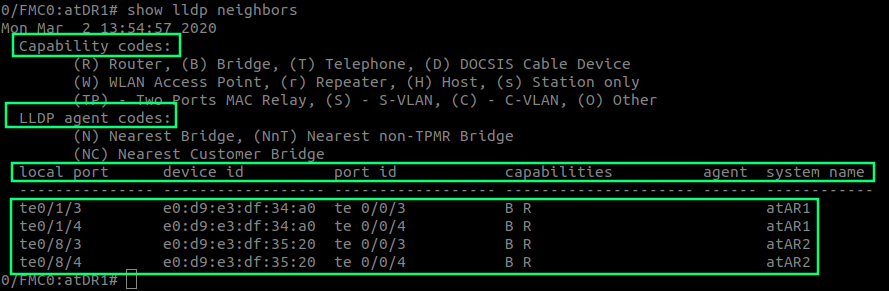 0/FMC0:atDR1# show lldp neighbors
Mon Mar  2 13:54:57 2020
  Capability codes:
        (R) Router, (B) Bridge, (T) Telephone, (D) DOCSIS Cable Device
        (W) WLAN Access Point, (r) Repeater, (H) Host, (s) Station only
        (TP) - Two Ports MAC Relay, (S) - S-VLAN, (C) - C-VLAN, (O) Other
  LLDP agent codes:
        (N) Nearest Bridge, (NnT) Nearest non-TPMR Bridge
        (NC) Nearest Customer Bridge
  local port      device id          port id            capabilities          agent  system name
  --------------- ------------------ ------------------ --------------------- ------ ------------
  te0/1/3         e0:d9:e3:df:34:a0  te 0/0/3           B R                          atAR1
  te0/1/4         e0:d9:e3:df:34:a0  te 0/0/4           B R                          atAR1
  te0/8/3         e0:d9:e3:df:35:20  te 0/0/3           B R                          atAR2
  te0/8/4         e0:d9:e3:df:35:20  te 0/0/4           B R                          atAR2
0/FMC0:atDR1#